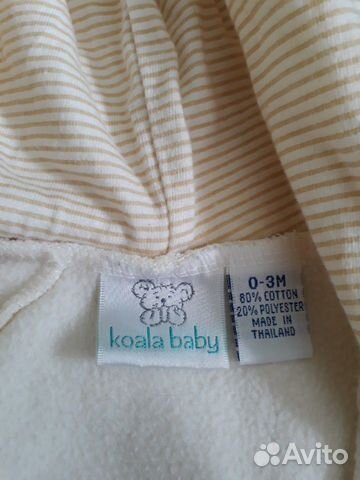 koala baby
0-3M
80% COTTON
20% POLYESTER
MADE IN
THAILAND
Avito